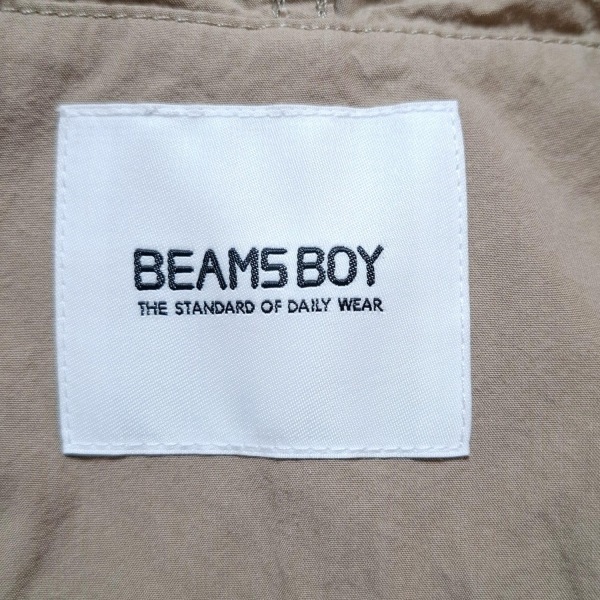 BEAMS BOY
THE STANDARD OF DAILY WEAR